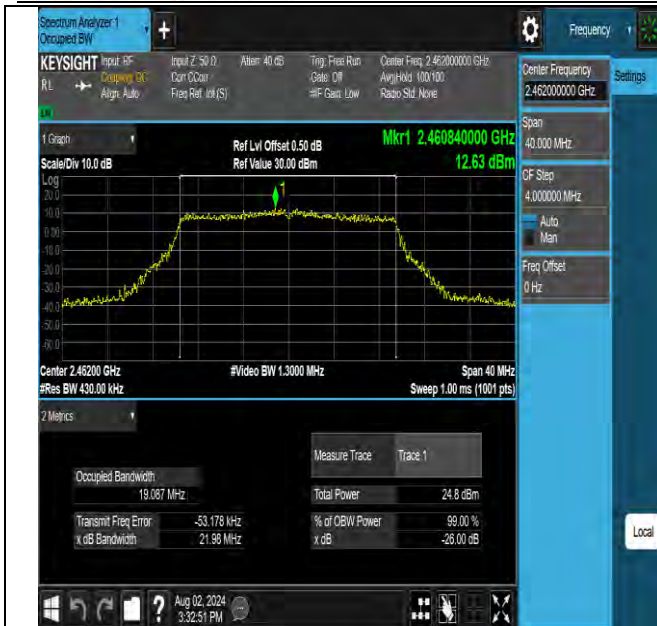 Spectrum Analyzer 1
Occupied BW
+
Frequency
KEYSIGHT Input: RF Input Z: 50 Ω Atten: 40 dB Trig: Free Run Center Freq: 2.462000000 GHz
RL Coupling: DC Corr CCorr Gate: Off Avg|Hold: 100/100
Align: Auto Freq Ref: Int (S) #IF Gain: Low Radio Std: None
Center Frequency
2.462000000 GHz
Settings
Span
40.000 MHz
CF Step
4.000000 MHz
Auto
Man
Freq Offset
0 Hz
1 Graph
Ref Lvl Offset 0.50 dB
Mkr1 2.460840000 GHz
Scale/Div 10.0 dB
Ref Value 30.00 dBm
12.63 dBm
Log
20.0
10.0
0.00
-10.0
-20.0
-30.0
-40.0
-50.0
-60.0
1
Center 2.46200 GHz
#Video BW 1.3000 MHz
Span 40 MHz
#Res BW 430.00 kHz
Sweep 1.00 ms (1001 pts)
2 Metrics
Measure Trace Trace 1
Occupied Bandwidth
19.087 MHz
Total Power 24.8 dBm
Transmit Freq Error -53.178 kHz
% of OBW Power 99.00 %
x dB Bandwidth 21.98 MHz
x dB -26.00 dB
Local
?
Aug 02, 2024
3:32:51 PM